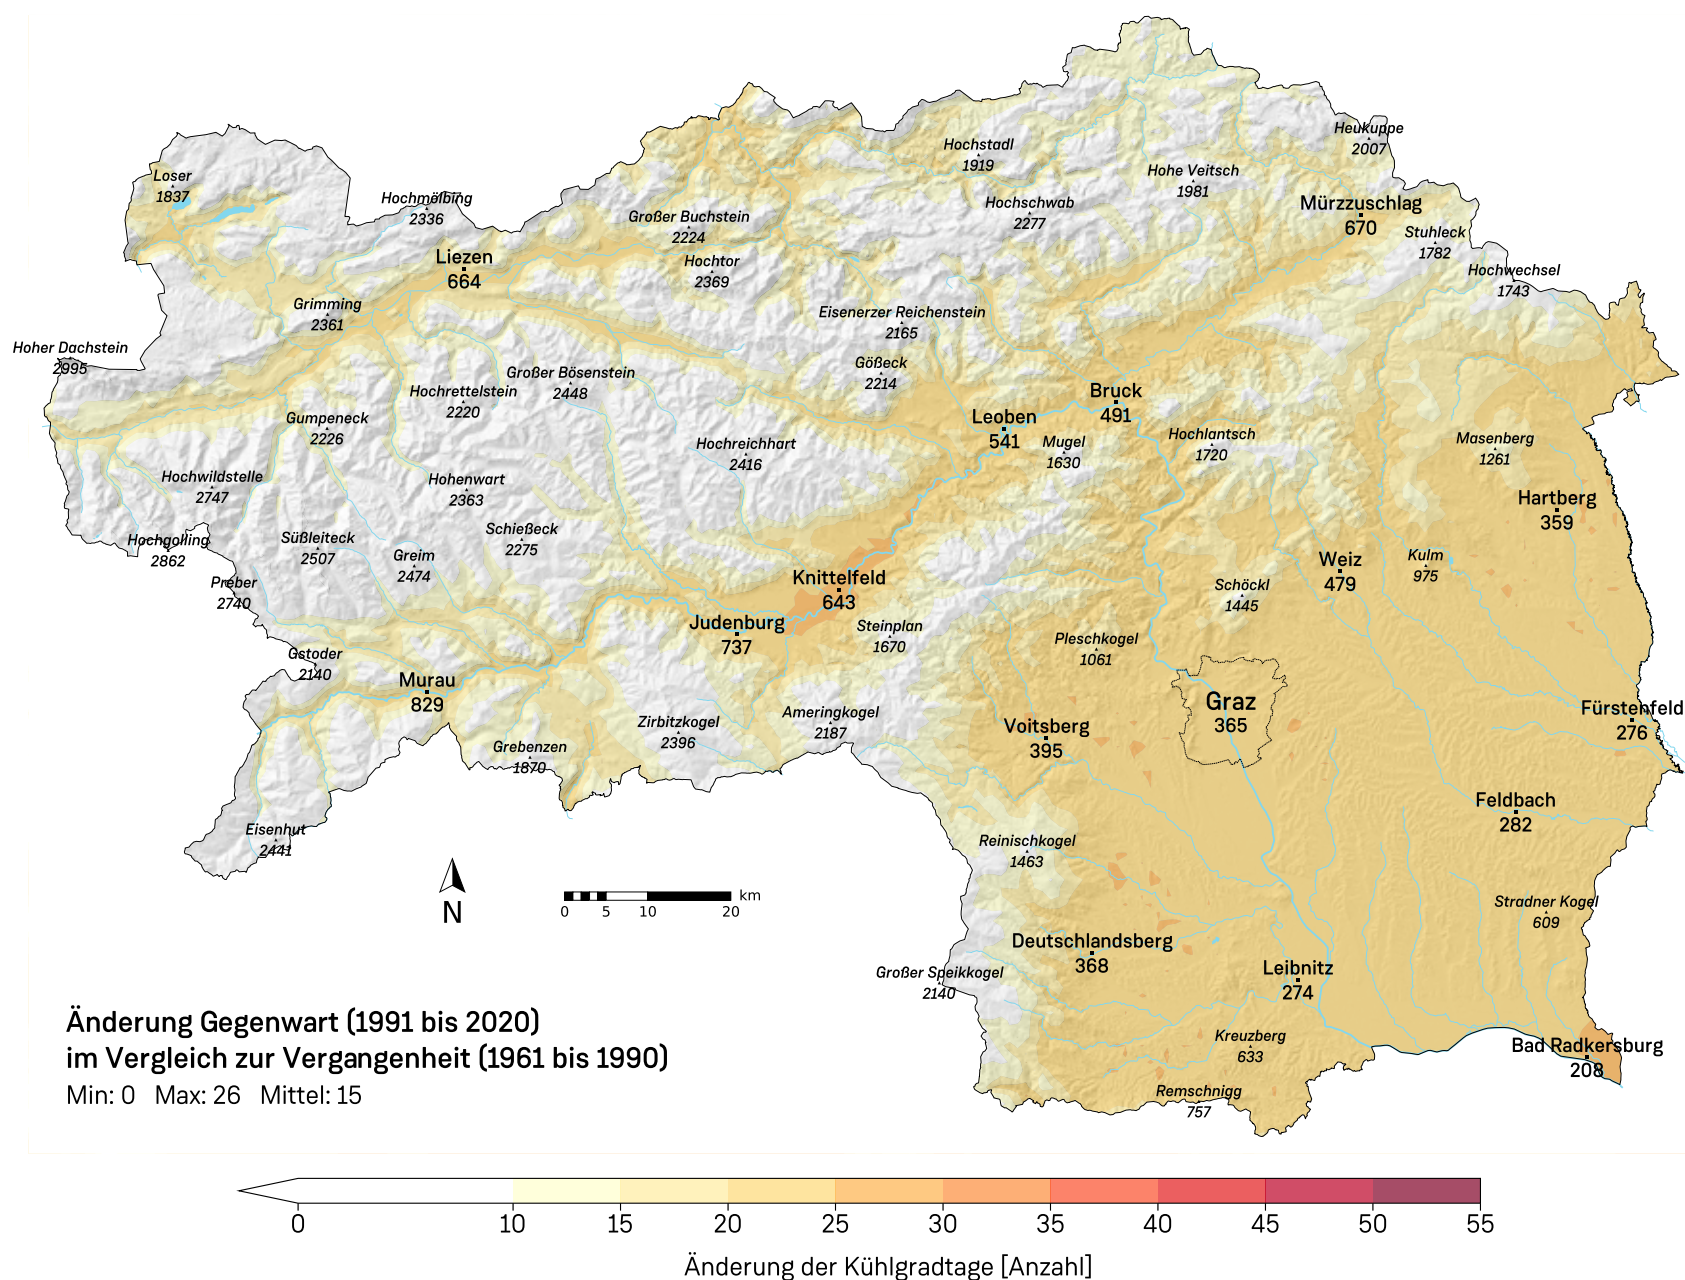 Heukuppe
2007
Hochstadl
1919
Hohe Veitsch
1981
Loser
1837
Hochmölbing
2336
Großer Buchstein
2224
Hochschwab
2277
Mürzzuschlag
670
Stuhleck
1782
Liezen
664
Hochtor
2369
Hochwechsel
1743
Grimming
2361
Eisenerzer Reichenstein
2165
Hoher Dachstein
2995
Hochrettelstein
2220
Großer Bösenstein
2448
Gößeck
2214
Bruck
491
Gumpeneck
2226
Leoben
541
Mugel
1630
Hochlantsch
1720
Hochreichhart
2416
Masenberg
1261
Hochwildstelle
2747
Hohenwart
2363
Hartberg
359
Hochgolling
2862
Süßleiteck
2507
Schießeck
2275
Greim
2474
Weiz
479
Kulm
975
Preber
2740
Knittelfeld
643
Schöckl
1445
Judenburg
737
Steinplan
1670
Pleschkogel
1061
Gstoder
2140
Murau
829
Graz
365
Fürstenfeld
276
Zirbitzkogel
2396
Ameringkogel
2187
Voitsberg
395
Grebenzen
1870
Feldbach
282
Eisenhut
2441
Reinischkogel
1463
N
km
0 5 10 20
Stradner Kogel
609
Deutschlandsberg
368
Großer Speikkogel
2140
Leibnitz
274
Kreuzberg
633
Bad Radkersburg
208
Remschnigg
757
Änderung Gegenwart (1991 bis 2020)
im Vergleich zur Vergangenheit (1961 bis 1990)
Min: 0 Max: 26 Mittel: 15
0 10 15 20 25 30 35 40 45 50 55
Änderung der Kühlgradtage [Anzahl]